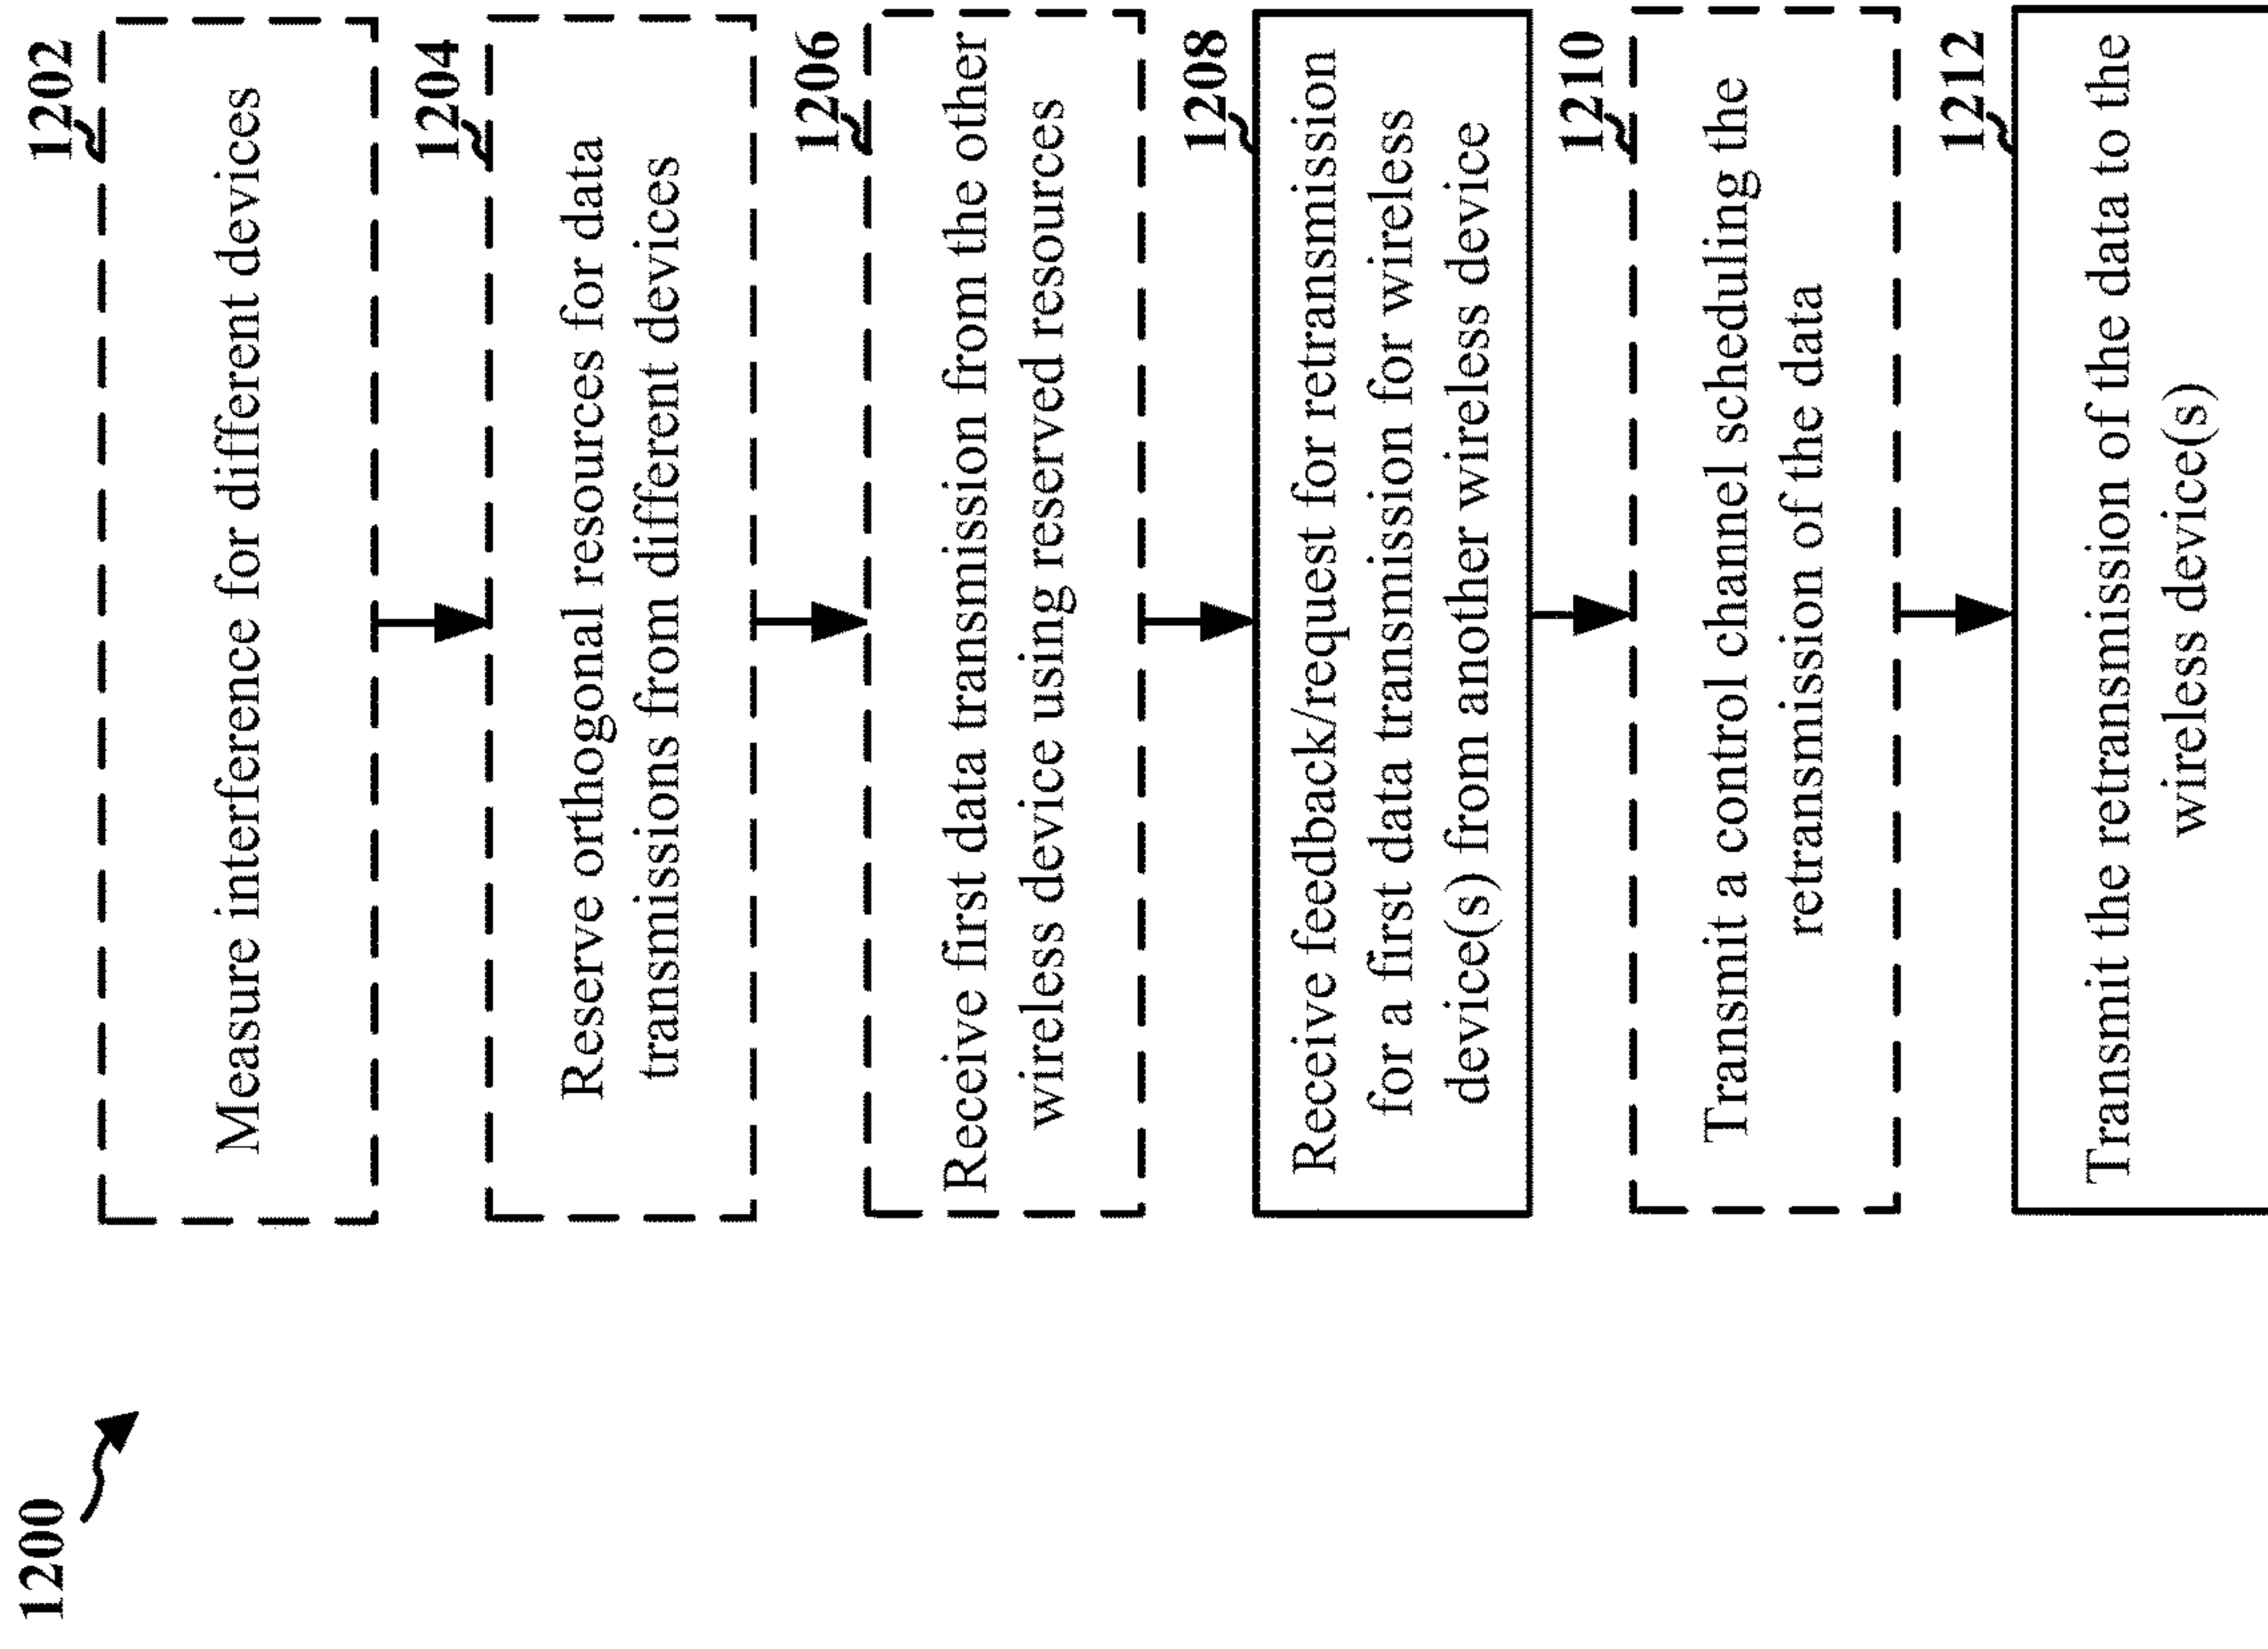 1200
1202
Measure interference for different devices
1204
Reserve orthogonal resources for data
transmissions from different devices
1206
Receive first data transmission from the other
wireless device using reserved resources
1208
Receive feedback/request for retransmission
for a first data transmission for wireless
device(s) from another wireless device
1210
Transmit a control channel scheduling the
retransmission of the data
1212
Transmit the retransmission of the data to the
wireless device(s)